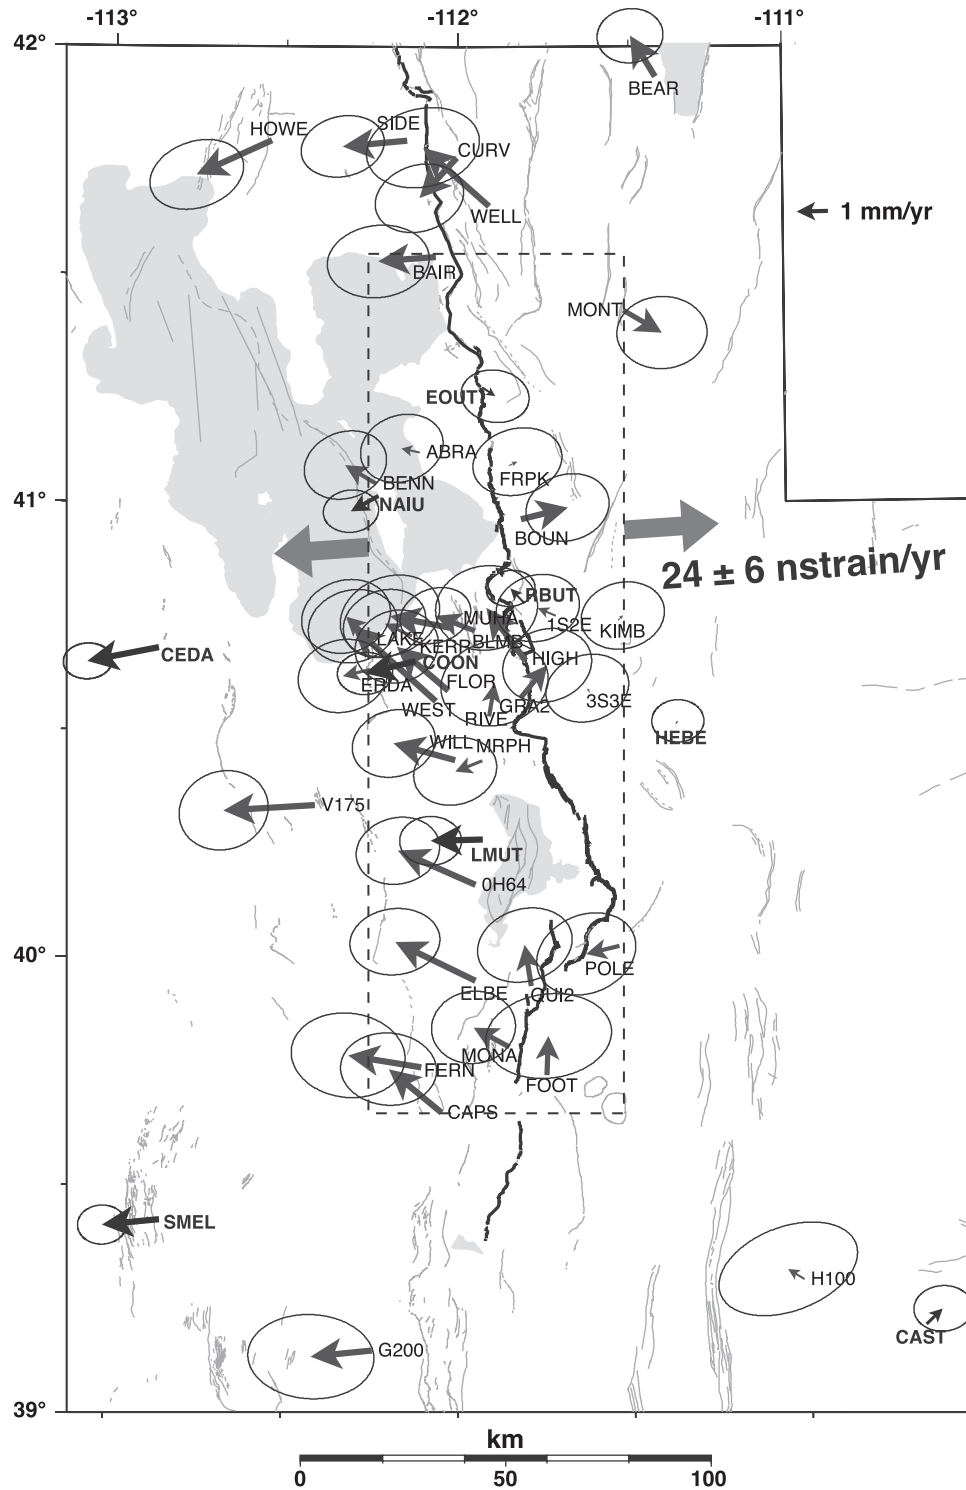 -113° -112° -111°
42°
BEAR
HOWE
SIDE
CURV
WELL
1 mm/yr
BAIR
MONT
EOUT
ABRA
FRPK
BENN
41°
NAIU
BOUN
24 ± 6 nstrain/yr
RBUT
MUHA
1S2E
KIMB
LAKE
KERR
BLMB
CEDA
COON
HIGH
ERDA
FLOR
3S3E
WEST
GRA2
RIVE
HEBE
WILL
MRPH
V175
LMUT
0H64
40°
POLE
ELBE
QUI2
MONA
FERN
FOOT
CAPS
SMEL
H100
CAST
G200
39°
km
0 50 100